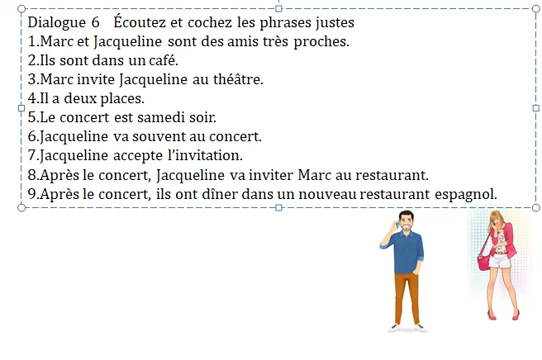 Dialogue 6 Écoutez et cochez les phrases justes
1.Marc et Jacqueline sont des amis très proches.
2.Ils sont dans un café.
3.Marc invite Jacqueline au théâtre.
4.Il a deux places.
5.Le concert est samedi soir.
6.Jacqueline va souvent au concert.
7.Jacqueline accepte l’invitation.
8.Après le concert, Jacqueline va inviter Marc au restaurant.
9.Après le concert, ils ont dîner dans un nouveau restaurant espagnol.